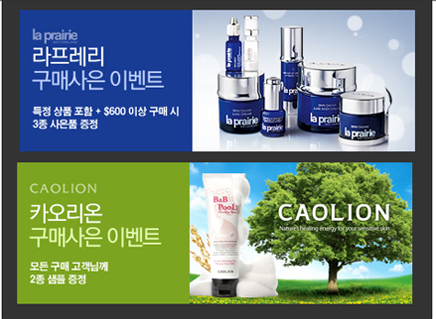 la prairie
라프레리
구매사은 이벤트
특정 상품 포함 + $600 이상 구매 시
3종 사은품 증정
la prairie
la prairie
la prairie
CAOLION
카오리온
구매사은 이벤트
모든 구매 고객님께
2종 샘플 증정
B&B
Pool
CAOLION
CAOLION
Natures healing energy for your sensitive skin